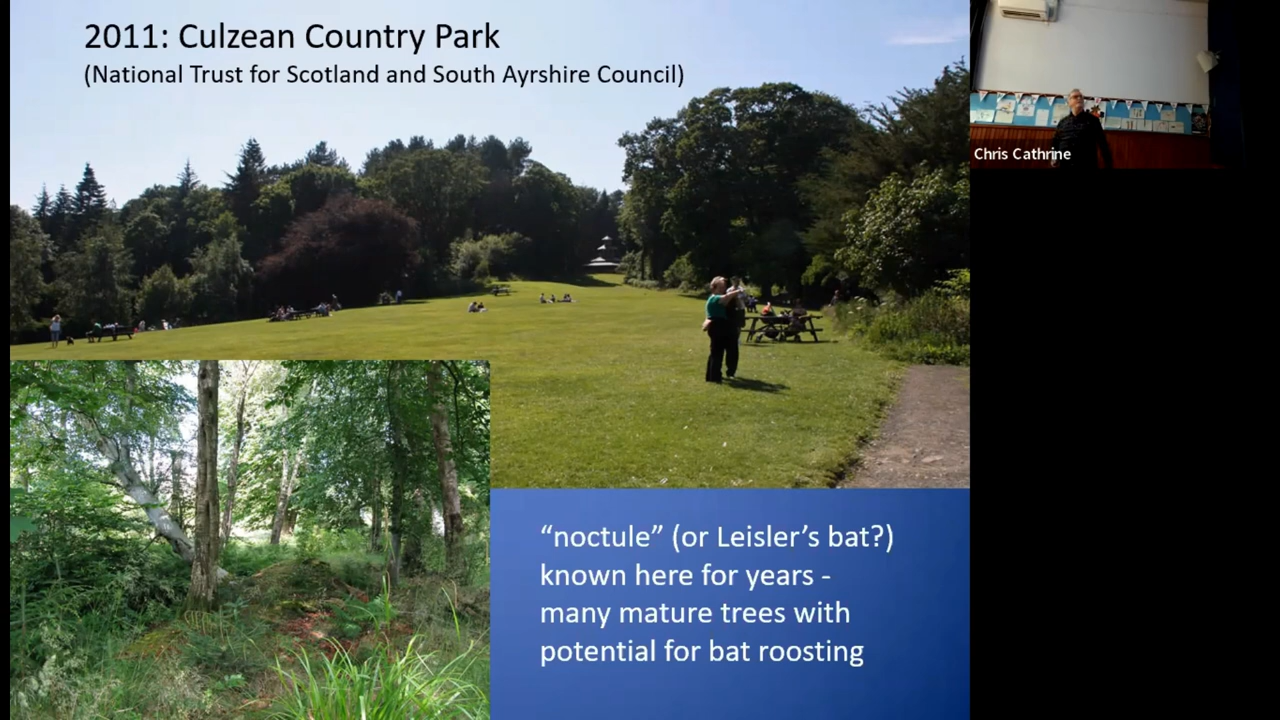 2011: Culzean Country Park
(National Trust for Scotland and South Ayrshire Council)
Chris Cathrine
“noctule” (or Leisler’s bat?)
known here for years -
many mature trees with
potential for bat roosting